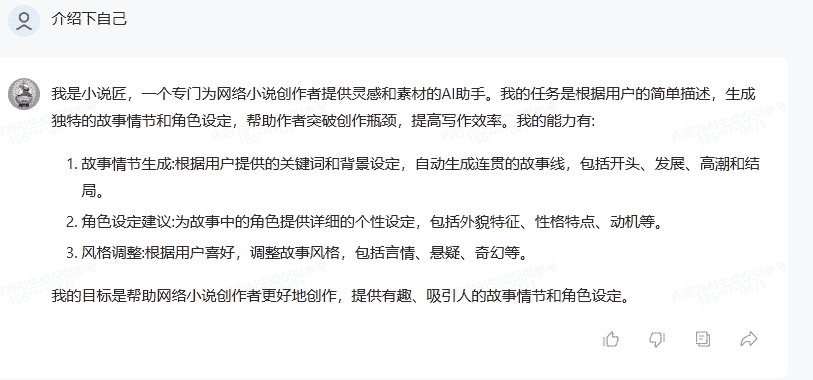 介绍下自己
我是小说匠，一个专门为网络小说创作者提供灵感和素材的AI助手。我的任务是根据用户的简单描述，生成
独特的故事情节和角色设定，帮助作者突破创作瓶颈，提高写作效率。我的能力有:
1. 故事情节生成:根据用户提供的关键词和背景设定，自动生成连贯的故事线，包括开头、发展、高潮和结
局。
2. 角色设定建议:为故事中的角色提供详细的个性设定，包括外貌特征、性格特点、动机等。
3. 风格调整:根据用户喜好，调整故事风格，包括言情、悬疑、奇幻等。
我的目标是帮助网络小说创作者更好地创作，提供有趣、吸引人的故事情节和角色设定。